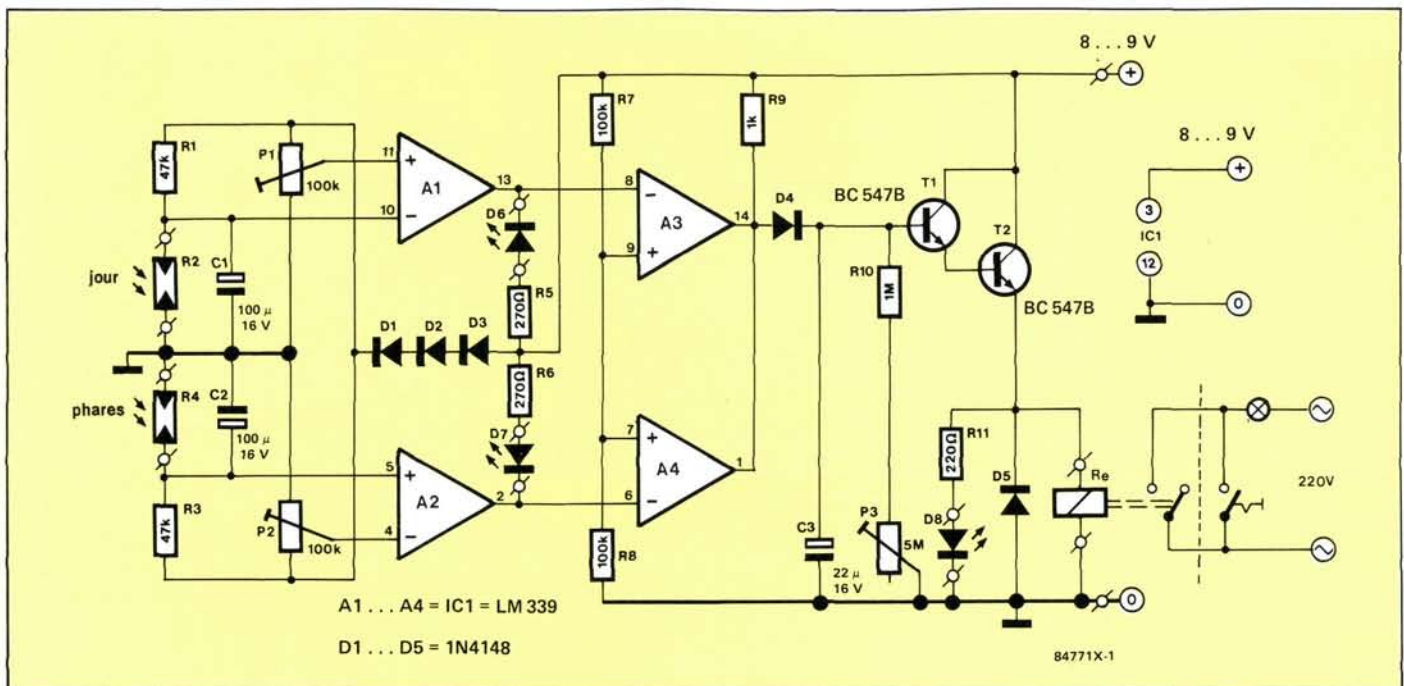 8 . . . 9 V
+
R1
47k
P1
100k
11
+
10
−
A1
13
R7
100k
R9
1k
8
−
9
+
A3
14
D4
T1
BC 547B
T2
BC 547B
8 . . . 9 V
+
3
IC1
12
0
jour
R2
C1
100 µ
16 V
D6
R5
270Ω
D1
D2
D3
R6
270Ω
D7
phares
R4
C2
100 µ
16 V
5
+
4
−
A2
2
R3
47k
P2
100k
7
+
6
−
A4
1
R8
100k
R10
1M
C3
22 µ
16 V
P3
5M
R11
220Ω
D8
D5
Re
220V
0
A1 . . . A4 = IC1 = LM 339
D1 . . . D5 = 1N4148
84771X-1